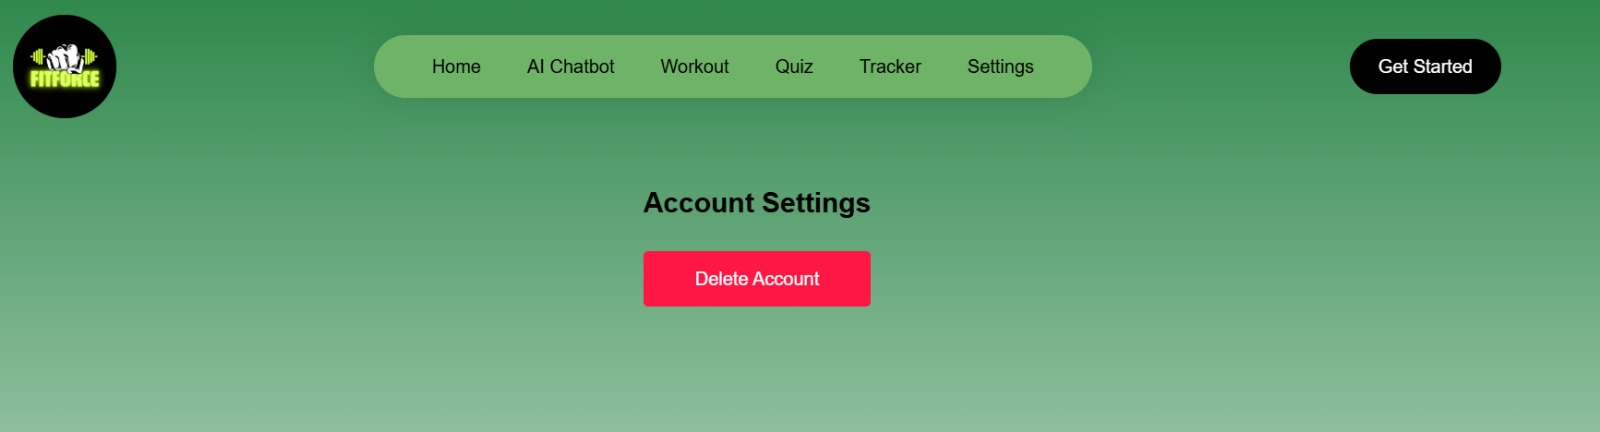 FITFORCE
Home AI Chatbot Workout Quiz Tracker Settings
Get Started
Account Settings
Delete Account